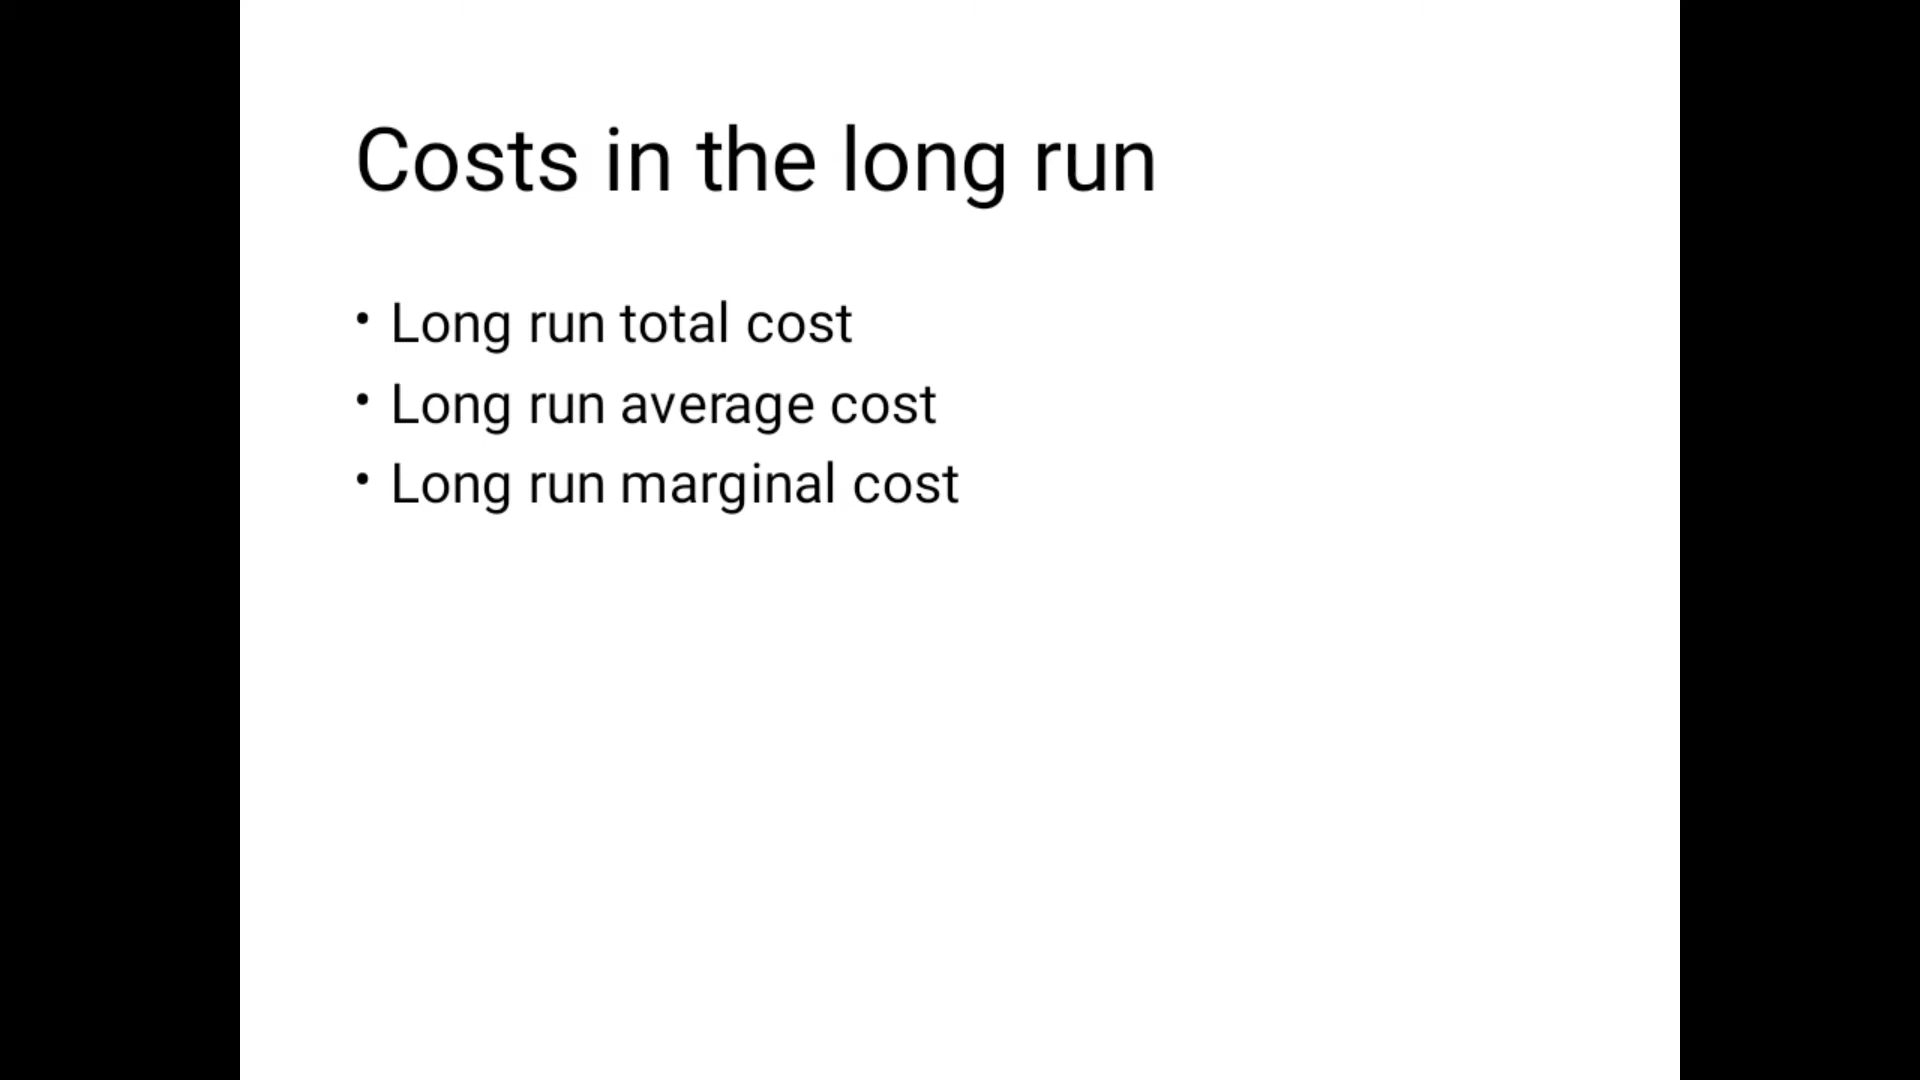 Costs in the long run
• Long run total cost
• Long run average cost
• Long run marginal cost